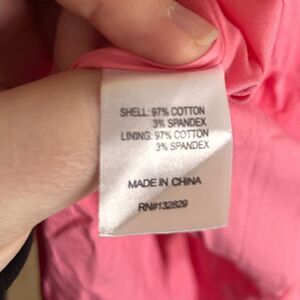 SHELL: 97% COTTON
3% SPANDEX
LINING: 97% COTTON
3% SPANDEX
MADE IN CHINA
RN#132829